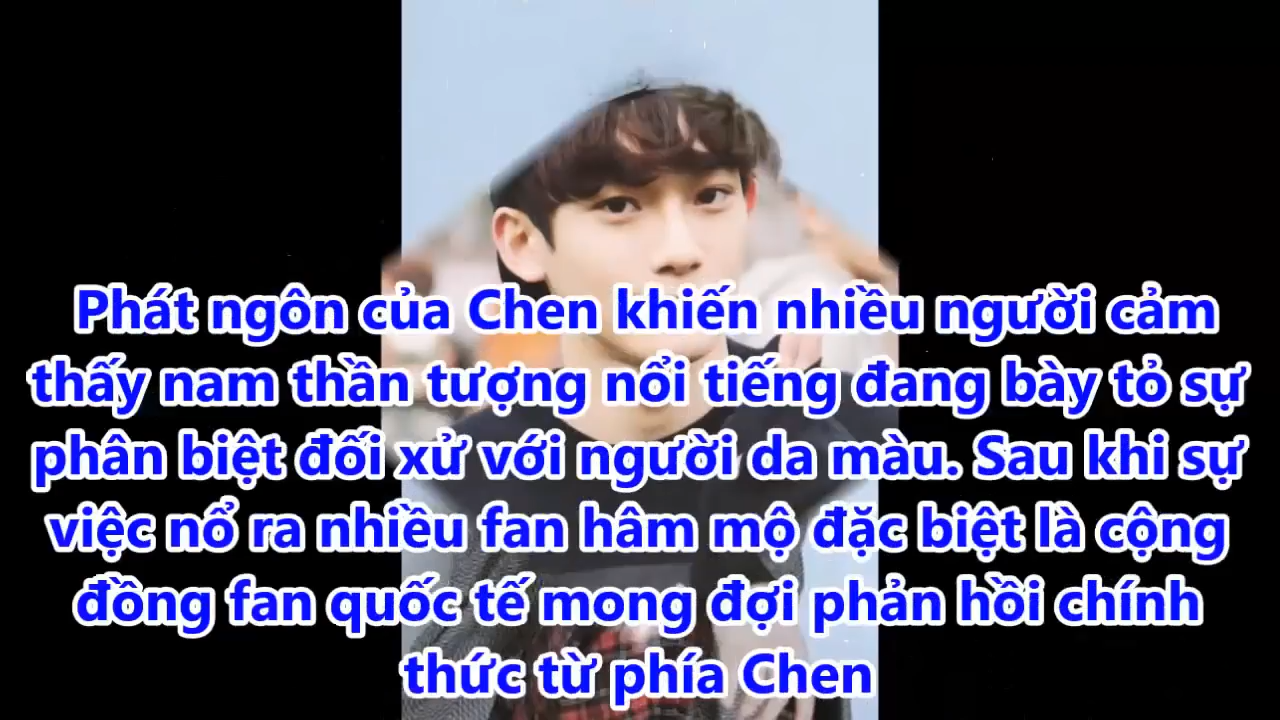 Phát ngôn của Chen khiến nhiều người cảm
thấy nam thần tượng nổi tiếng đang bày tỏ sự
phân biệt đối xử với người da màu. Sau khi sự
việc nổ ra nhiều fan hâm mộ đặc biệt là cộng
đồng fan quốc tế mong đợi phản hồi chính
thức từ phía Chen